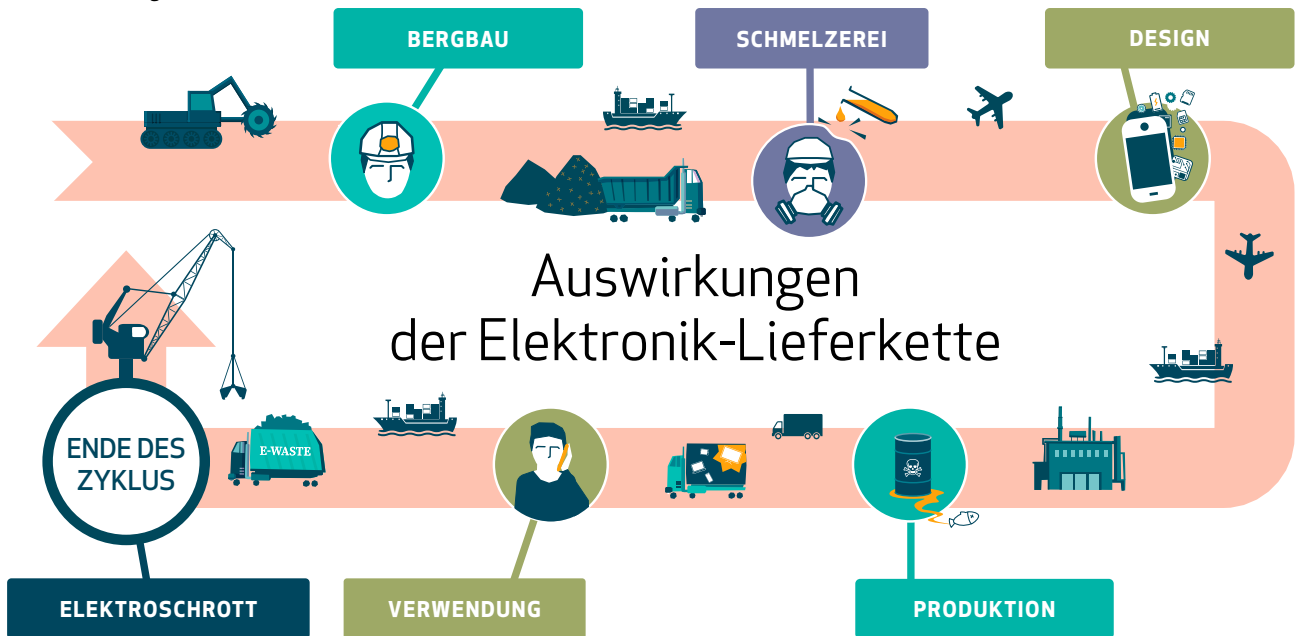 BERGBAU
SCHMELZEREI
DESIGN
Auswirkungen
der Elektronik-Lieferkette
ENDE DES
ZYKLUS
E-WASTE
ELEKTROSCHROTT
VERWENDUNG
PRODUKTION